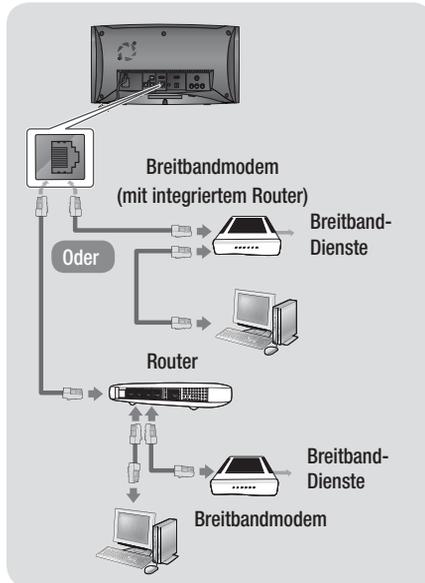 Breitbandmodem
(mit integriertem Router)
Breitband-
Dienste
Oder
Router
Breitband-
Dienste
Breitbandmodem